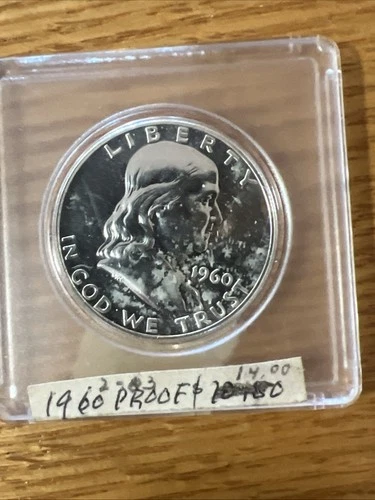 LIBERTY
1960
IN GOD WE TRUST
14.00
1960 PROOF $